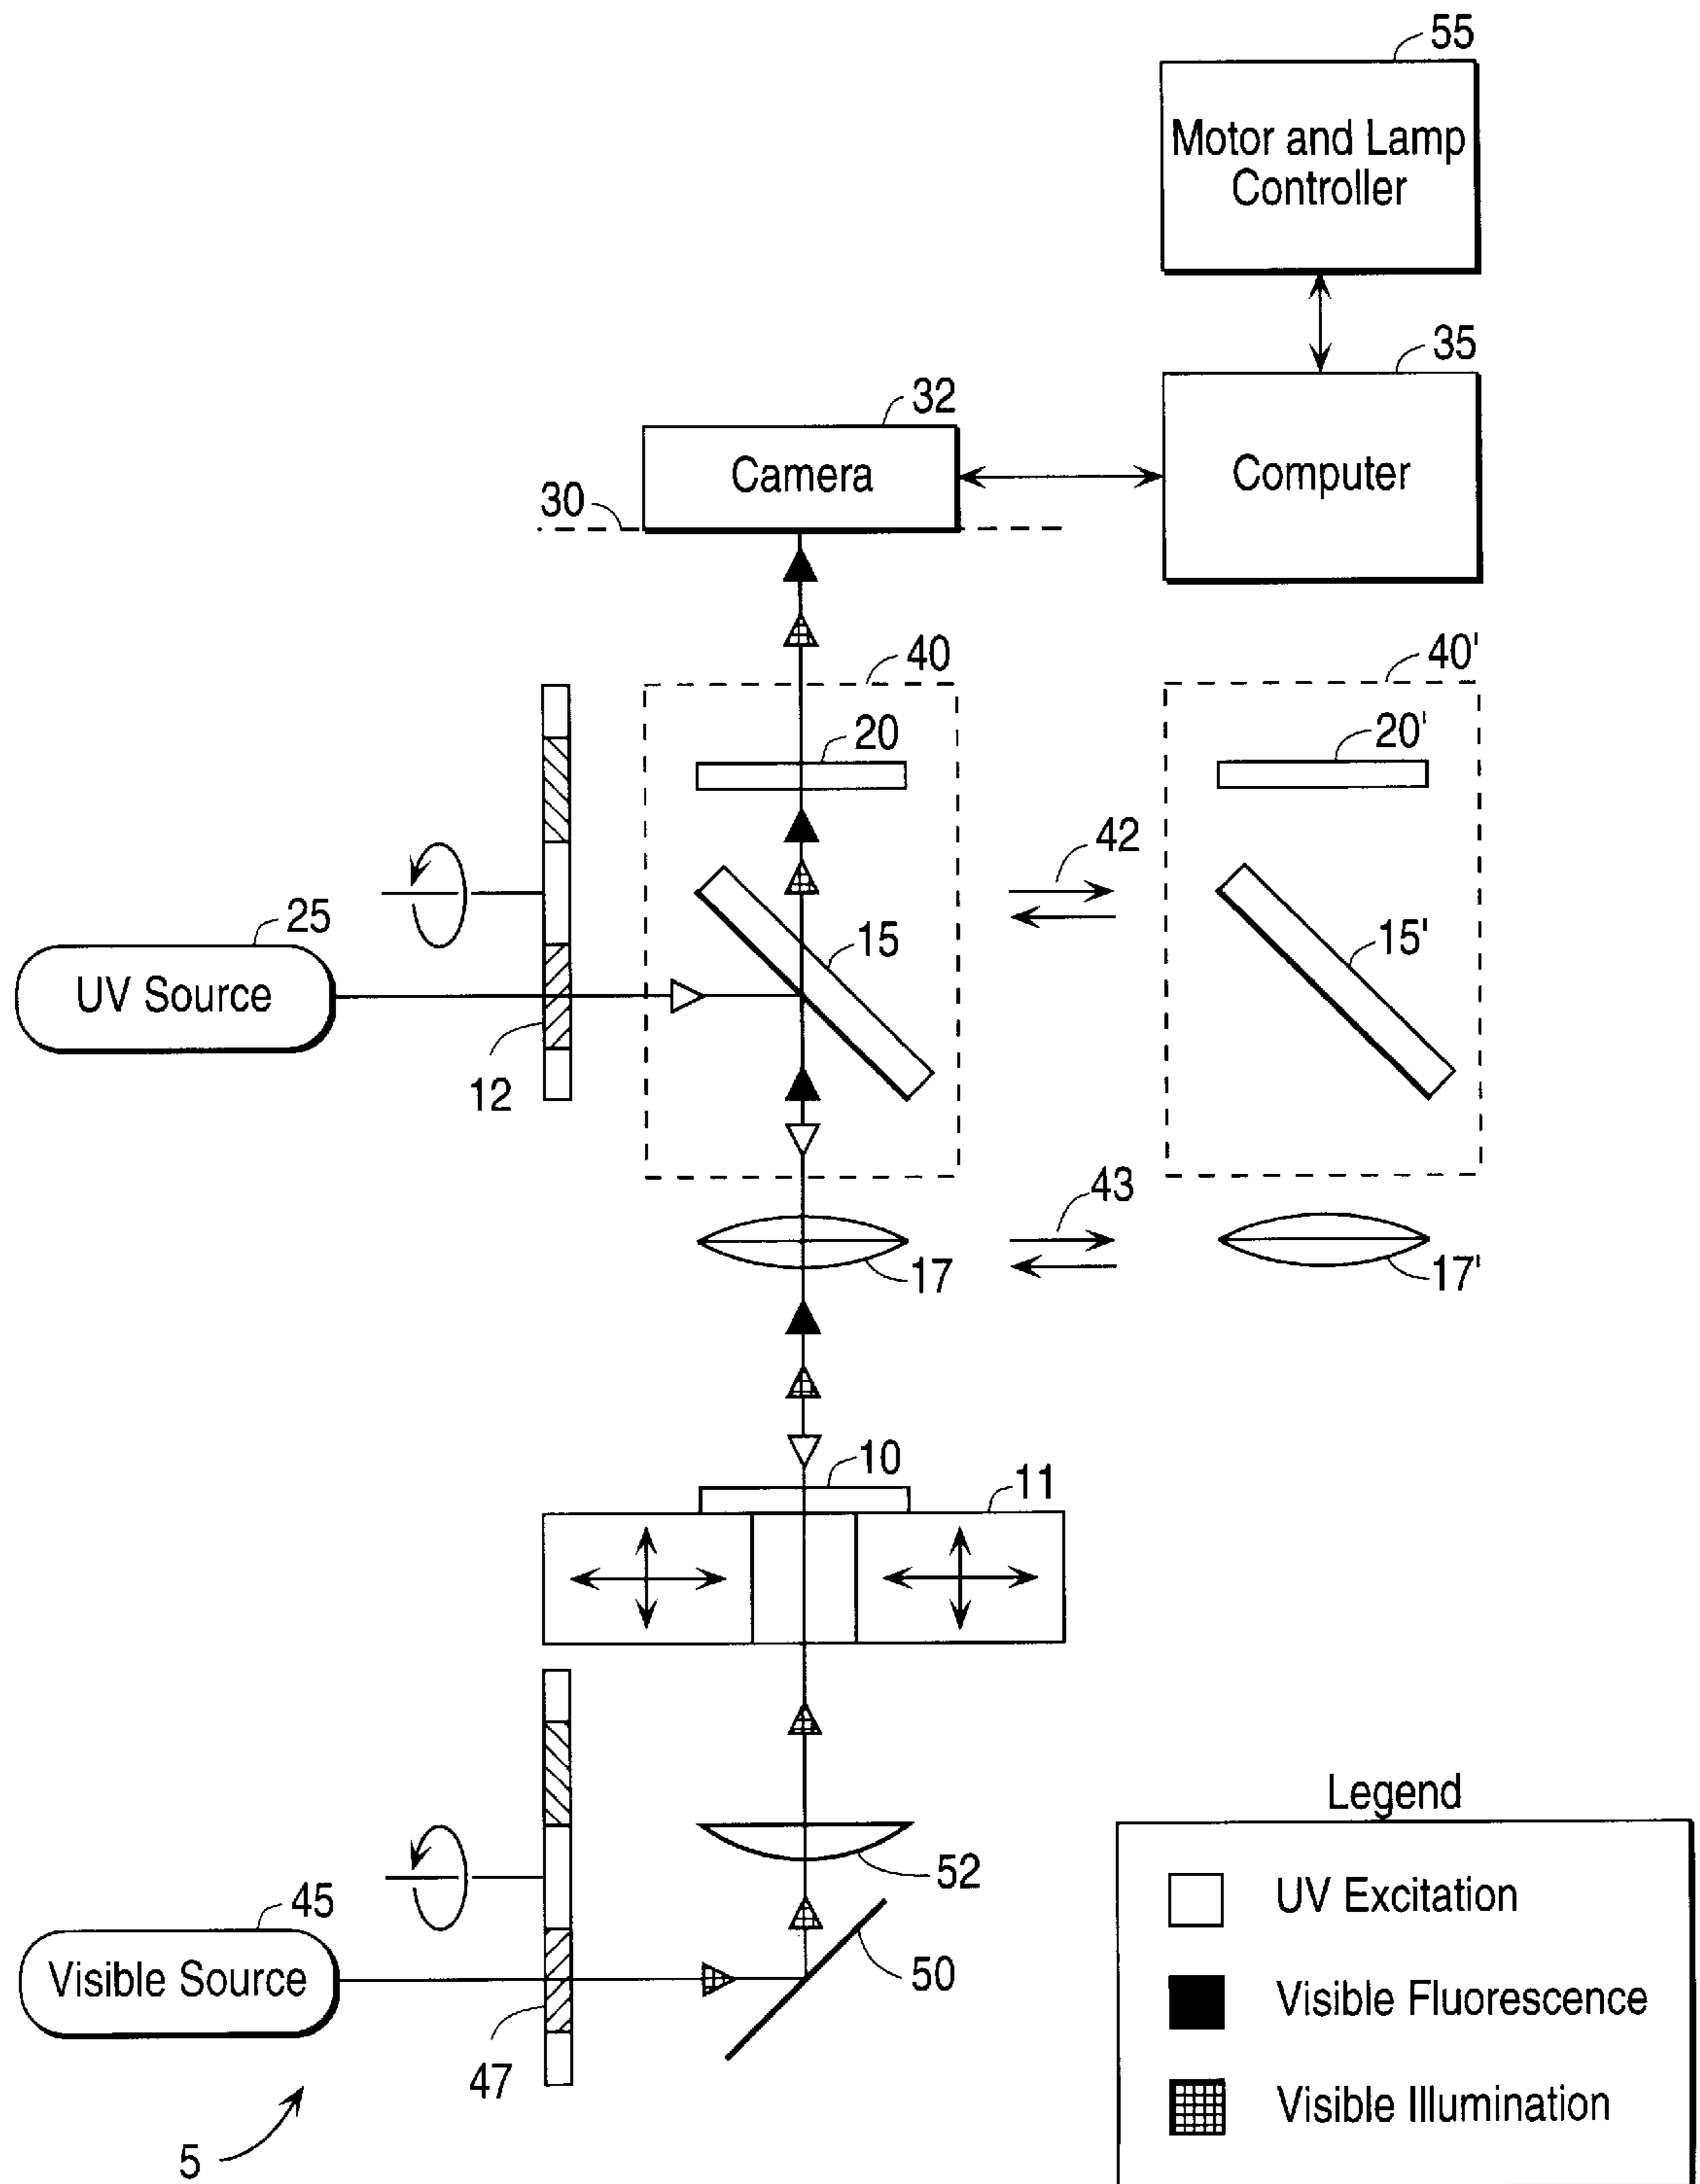 55
Motor and Lamp
Controller
35
32
Camera
Computer
30
40
40'
20
20'
42
25
15
15'
UV Source
12
43
17
17'
10
11
Legend
52
UV Excitation
45
50
Visible Source
Visible Fluorescence
47
Visible Illumination
5